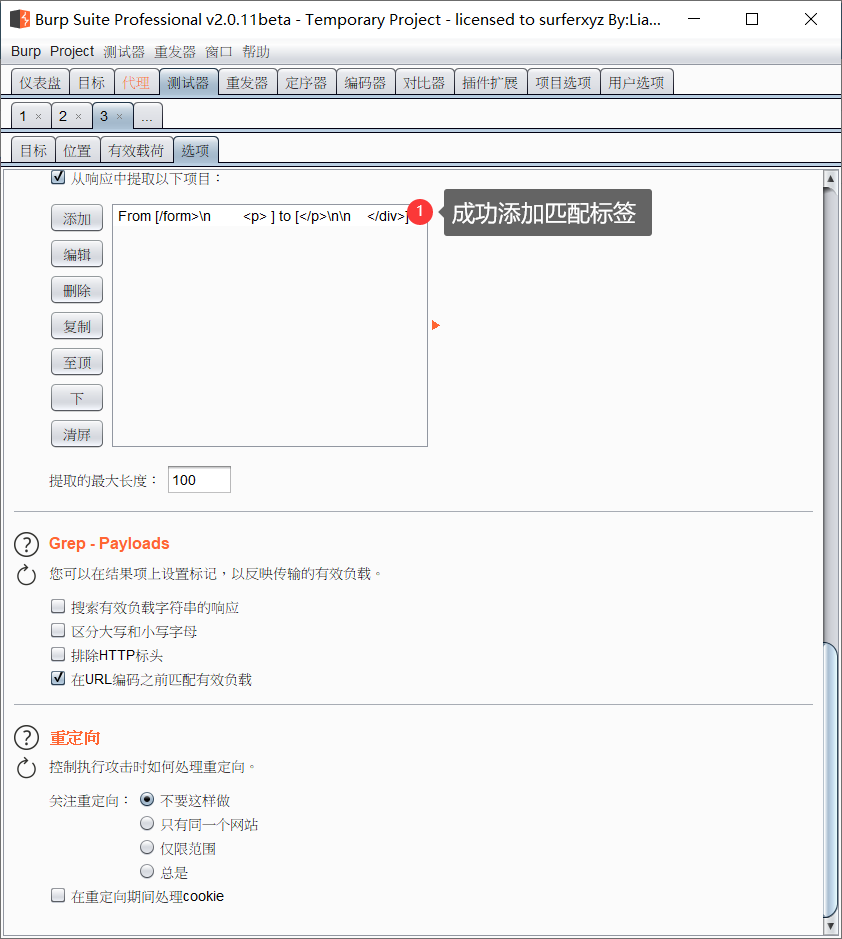 Burp Suite Professional v2.0.11beta - Temporary Project - licensed to surferxyz By:Lia...
Burp Project 测试器 重发器 窗口 帮助
仪表盘 目标 代理 测试器 重发器 定序器 编码器 对比器 插件扩展 项目选项 用户选项
1 × 2 × 3 × ...
目标 位置 有效载荷 选项
从响应中提取以下项目：
添加 From [/form>\n <p> ] to [</p>\n\n </div>] 1 成功添加匹配标签
编辑
删除
复制
至顶
下
清屏
提取的最大长度： 100
? Grep - Payloads
您可以在结果项上设置标记，以反映传输的有效负载。
搜索有效负载字符串的响应
区分大写和小写字母
排除HTTP标头
在URL编码之前匹配有效负载
? 重定向
控制执行攻击时如何处理重定向。
关注重定向： 不要这样做
只有同一个网站
仅限范围
总是
在重定向期间处理cookie